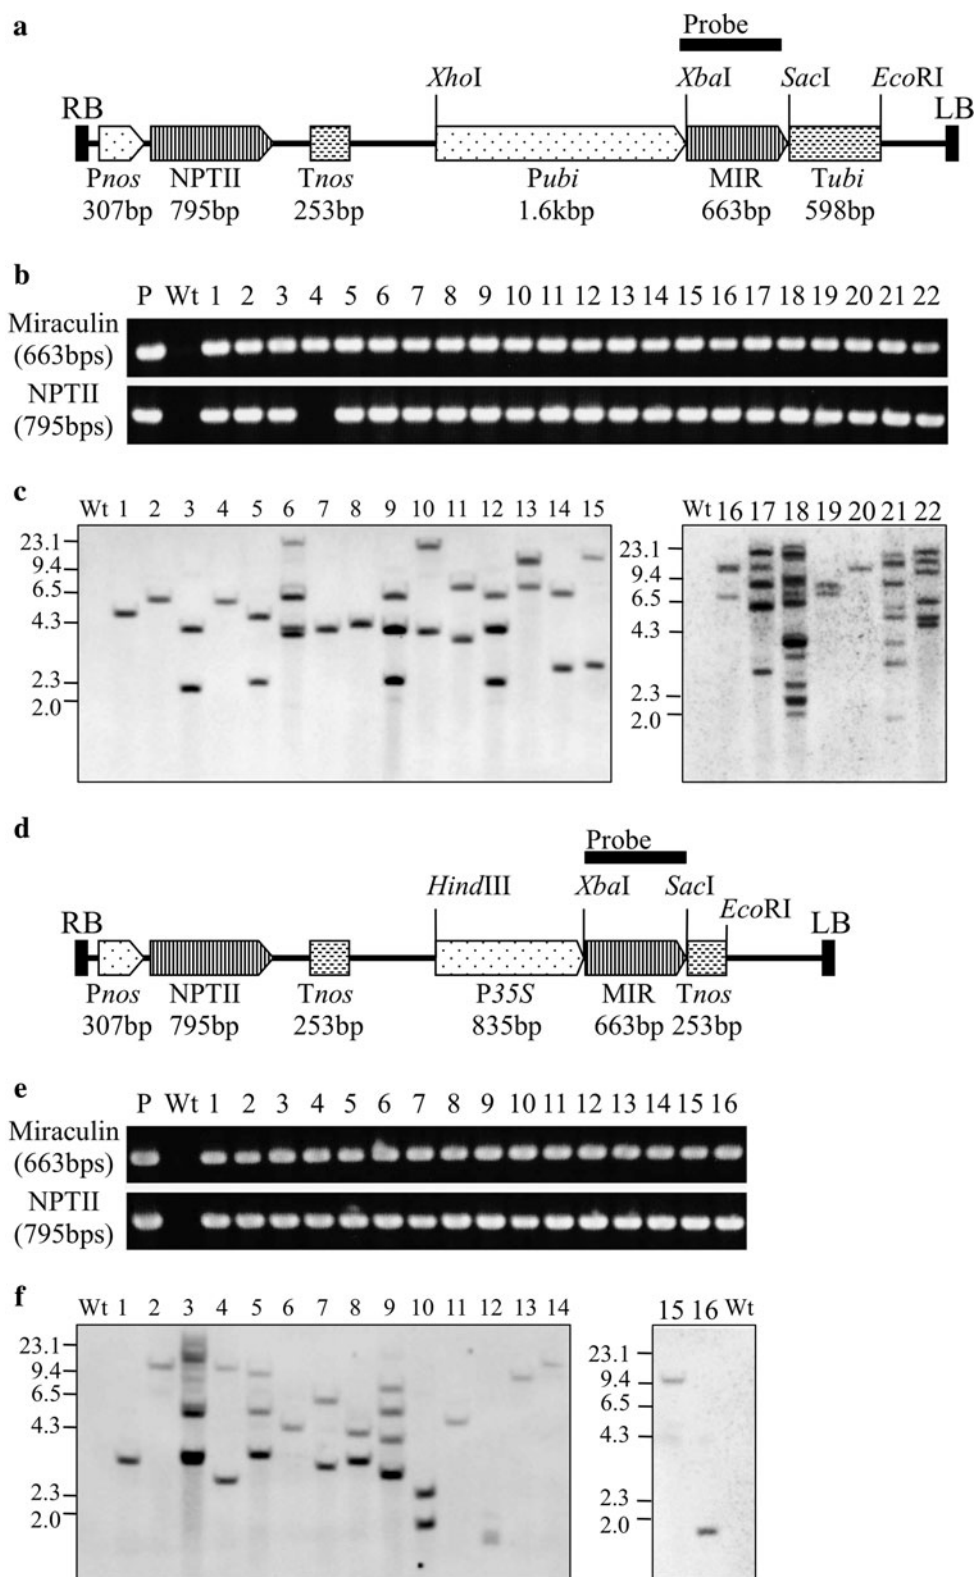 a
Probe
XhoI XbaI SacI EcoRI
RB LB
Pnos NPTII Tnos Pubi MIR Tubi
307bp 795bp 253bp 1.6kbp 663bp 598bp
b
P Wt 1 2 3 4 5 6 7 8 9 10 11 12 13 14 15 16 17 18 19 20 21 22
Miraculin
(663bps)
NPTII
(795bps)
c
Wt 1 2 3 4 5 6 7 8 9 10 11 12 13 14 15
23.1
9.4
6.5
4.3
2.3
2.0
Wt 16 17 18 19 20 21 22
23.1
9.4
6.5
4.3
2.3
2.0
d
Probe
HindIII XbaI SacI
EcoRI
RB LB
Pnos NPTII Tnos P35S MIR Tnos
307bp 795bp 253bp 835bp 663bp 253bp
e
P Wt 1 2 3 4 5 6 7 8 9 10 11 12 13 14 15 16
Miraculin
(663bps)
NPTII
(795bps)
f
Wt 1 2 3 4 5 6 7 8 9 10 11 12 13 14
23.1
9.4
6.5
4.3
2.3
2.0
15 16 Wt
23.1
9.4
6.5
4.3
2.3
2.0